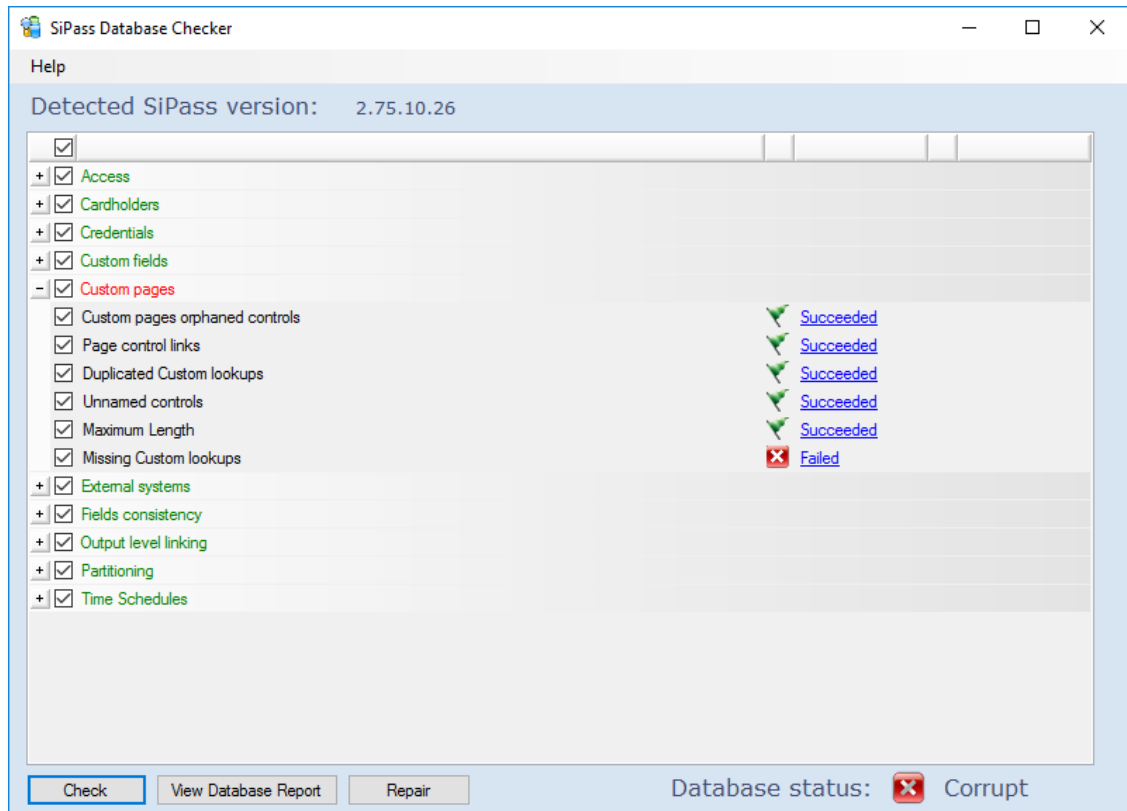 SiPass Database Checker
Help
Detected SiPass version: 2.75.10.26
Access
Cardholders
Credentials
Custom fields
Custom pages
Custom pages orphaned controls Succeeded
Page control links Succeeded
Duplicated Custom lookups Succeeded
Unnamed controls Succeeded
Maximum Length Succeeded
Missing Custom lookups Failed
External systems
Fields consistency
Output level linking
Partitioning
Time Schedules
Check View Database Report Repair Database status: Corrupt